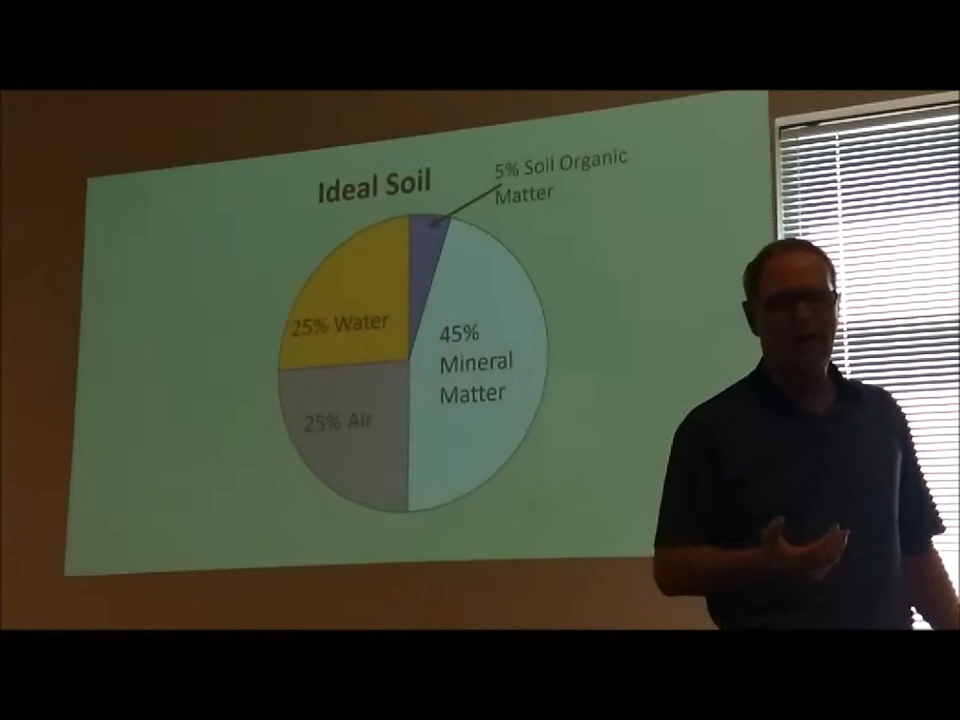 Ideal Soil
5% Soil Organic
Matter
25% Water
45%
Mineral
Matter
25% Air